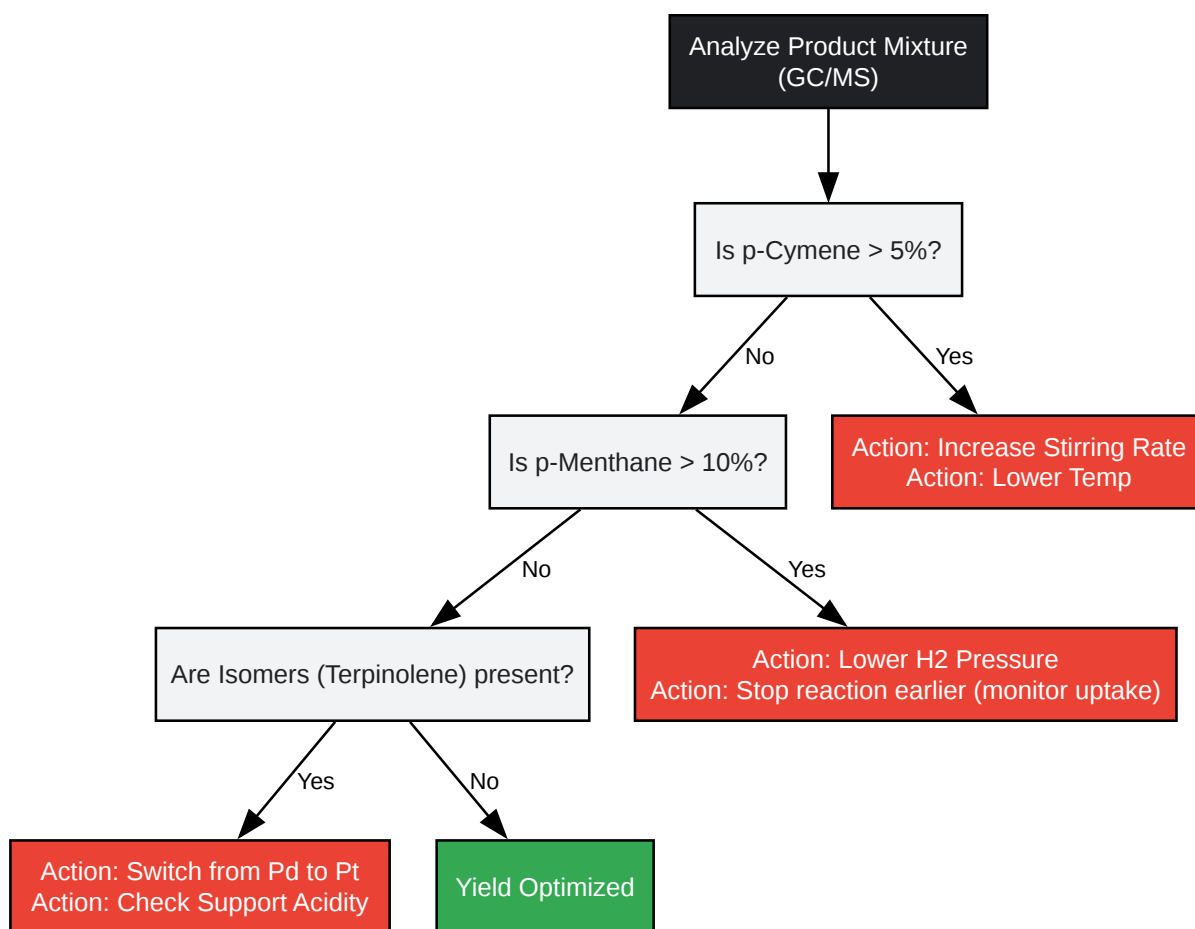 Analyze Product Mixture
(GC/MS)
Is p-Cymene > 5%?
No
Yes
Is p-Menthane > 10%?
Action: Increase Stirring Rate
Action: Lower Temp
No
Yes
Are Isomers (Terpinolene) present?
Action: Lower H2 Pressure
Action: Stop reaction earlier (monitor uptake)
Yes
No
Action: Switch from Pd to Pt
Action: Check Support Acidity
Yield Optimized